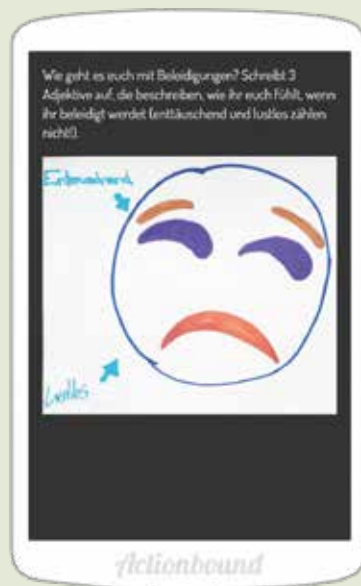 Wie geht es euch mit Beleidigungen? Schreibt 3
Adjektive auf, die beschreiben, wie ihr euch fühlt, wenn
ihr beleidigt werdet (enttäuschend und lustlos zählen
nicht!).
Lustlos
Actionbound